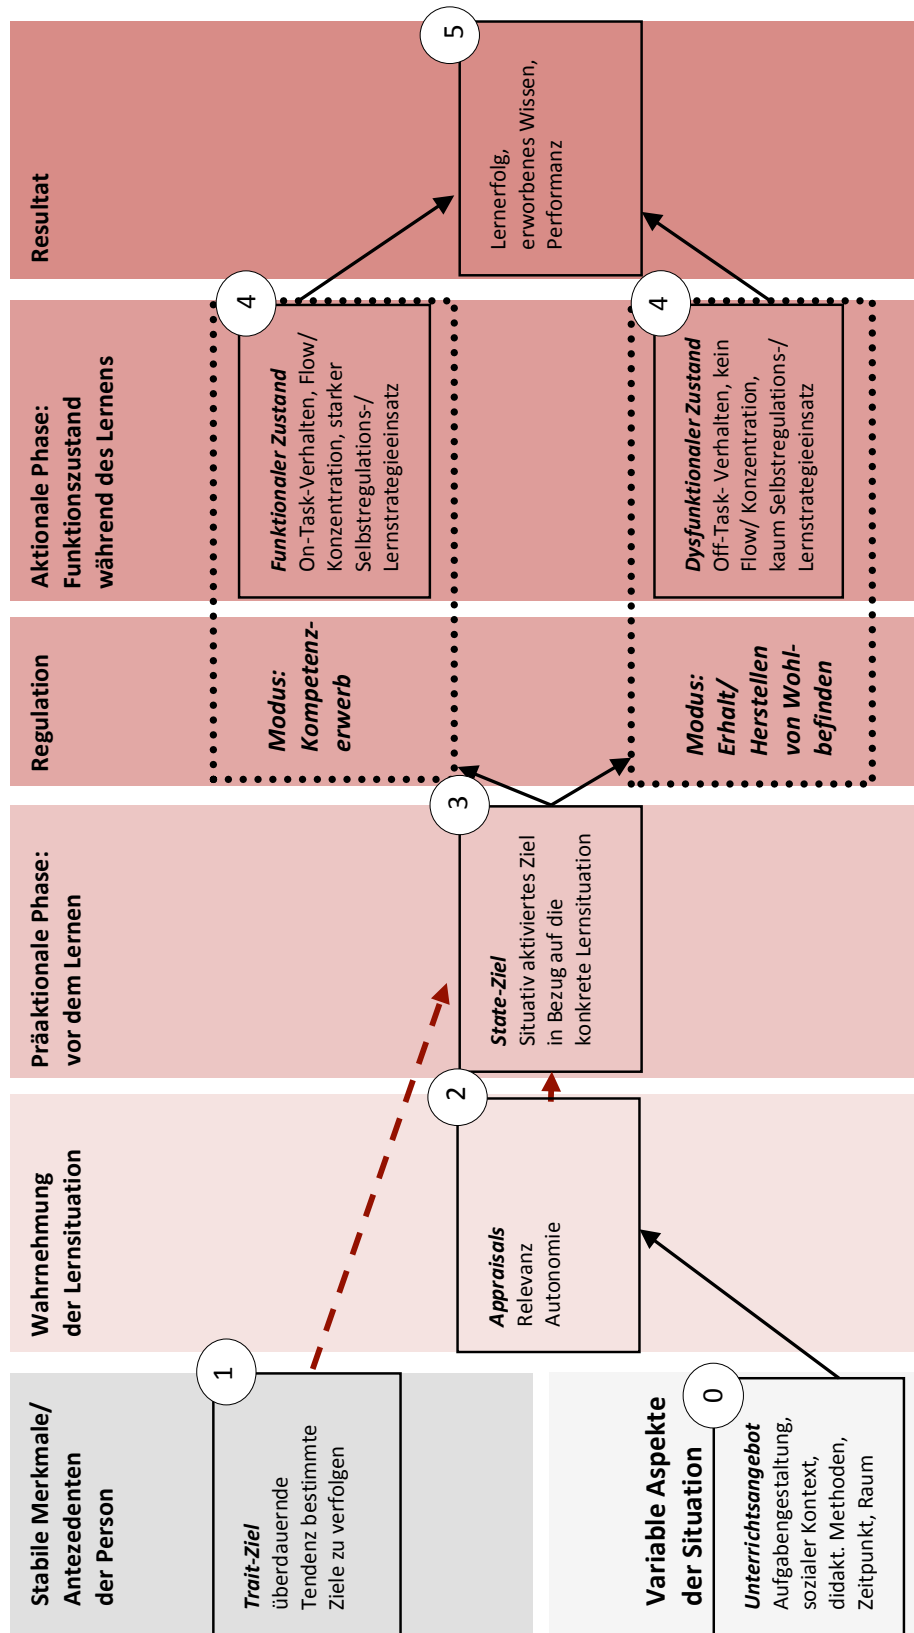 Stabile Merkmale/
Antezedenten
der Person
1
Trait-Ziel
überdauernde
Tendenz bestimmte
Ziele zu verfolgen
Variable Aspekte
der Situation
0
Unterrichtsangebot
Aufgabengestaltung,
sozialer Kontext,
didakt. Methoden,
Zeitpunkt, Raum
Wahrnehmung
der Lernsituation
2
Appraisals
Relevanz
Autonomie
Präaktionale Phase:
vor dem Lernen
3
State-Ziel
Situativ aktiviertes Ziel
in Bezug auf die
konkrete Lernsituation
Regulation
Modus:
Kompetenz-
erwerb
Modus:
Erhalt/
Herstellen
von Wohl-
befinden
Aktionale Phase:
Funktionszustand
während des Lernens
4
Funktionaler Zustand
On-Task-Verhalten, Flow/
Konzentration, starker
Selbstregulations-/
Lernstrategieeinsatz
4
Dysfunktionaler Zustand
Off-Task- Verhalten, kein
Flow/ Konzentration,
kaum Selbstregulations-/
Lernstrategieeinsatz
Resultat
5
Lernerfolg,
erworbenes Wissen,
Performanz